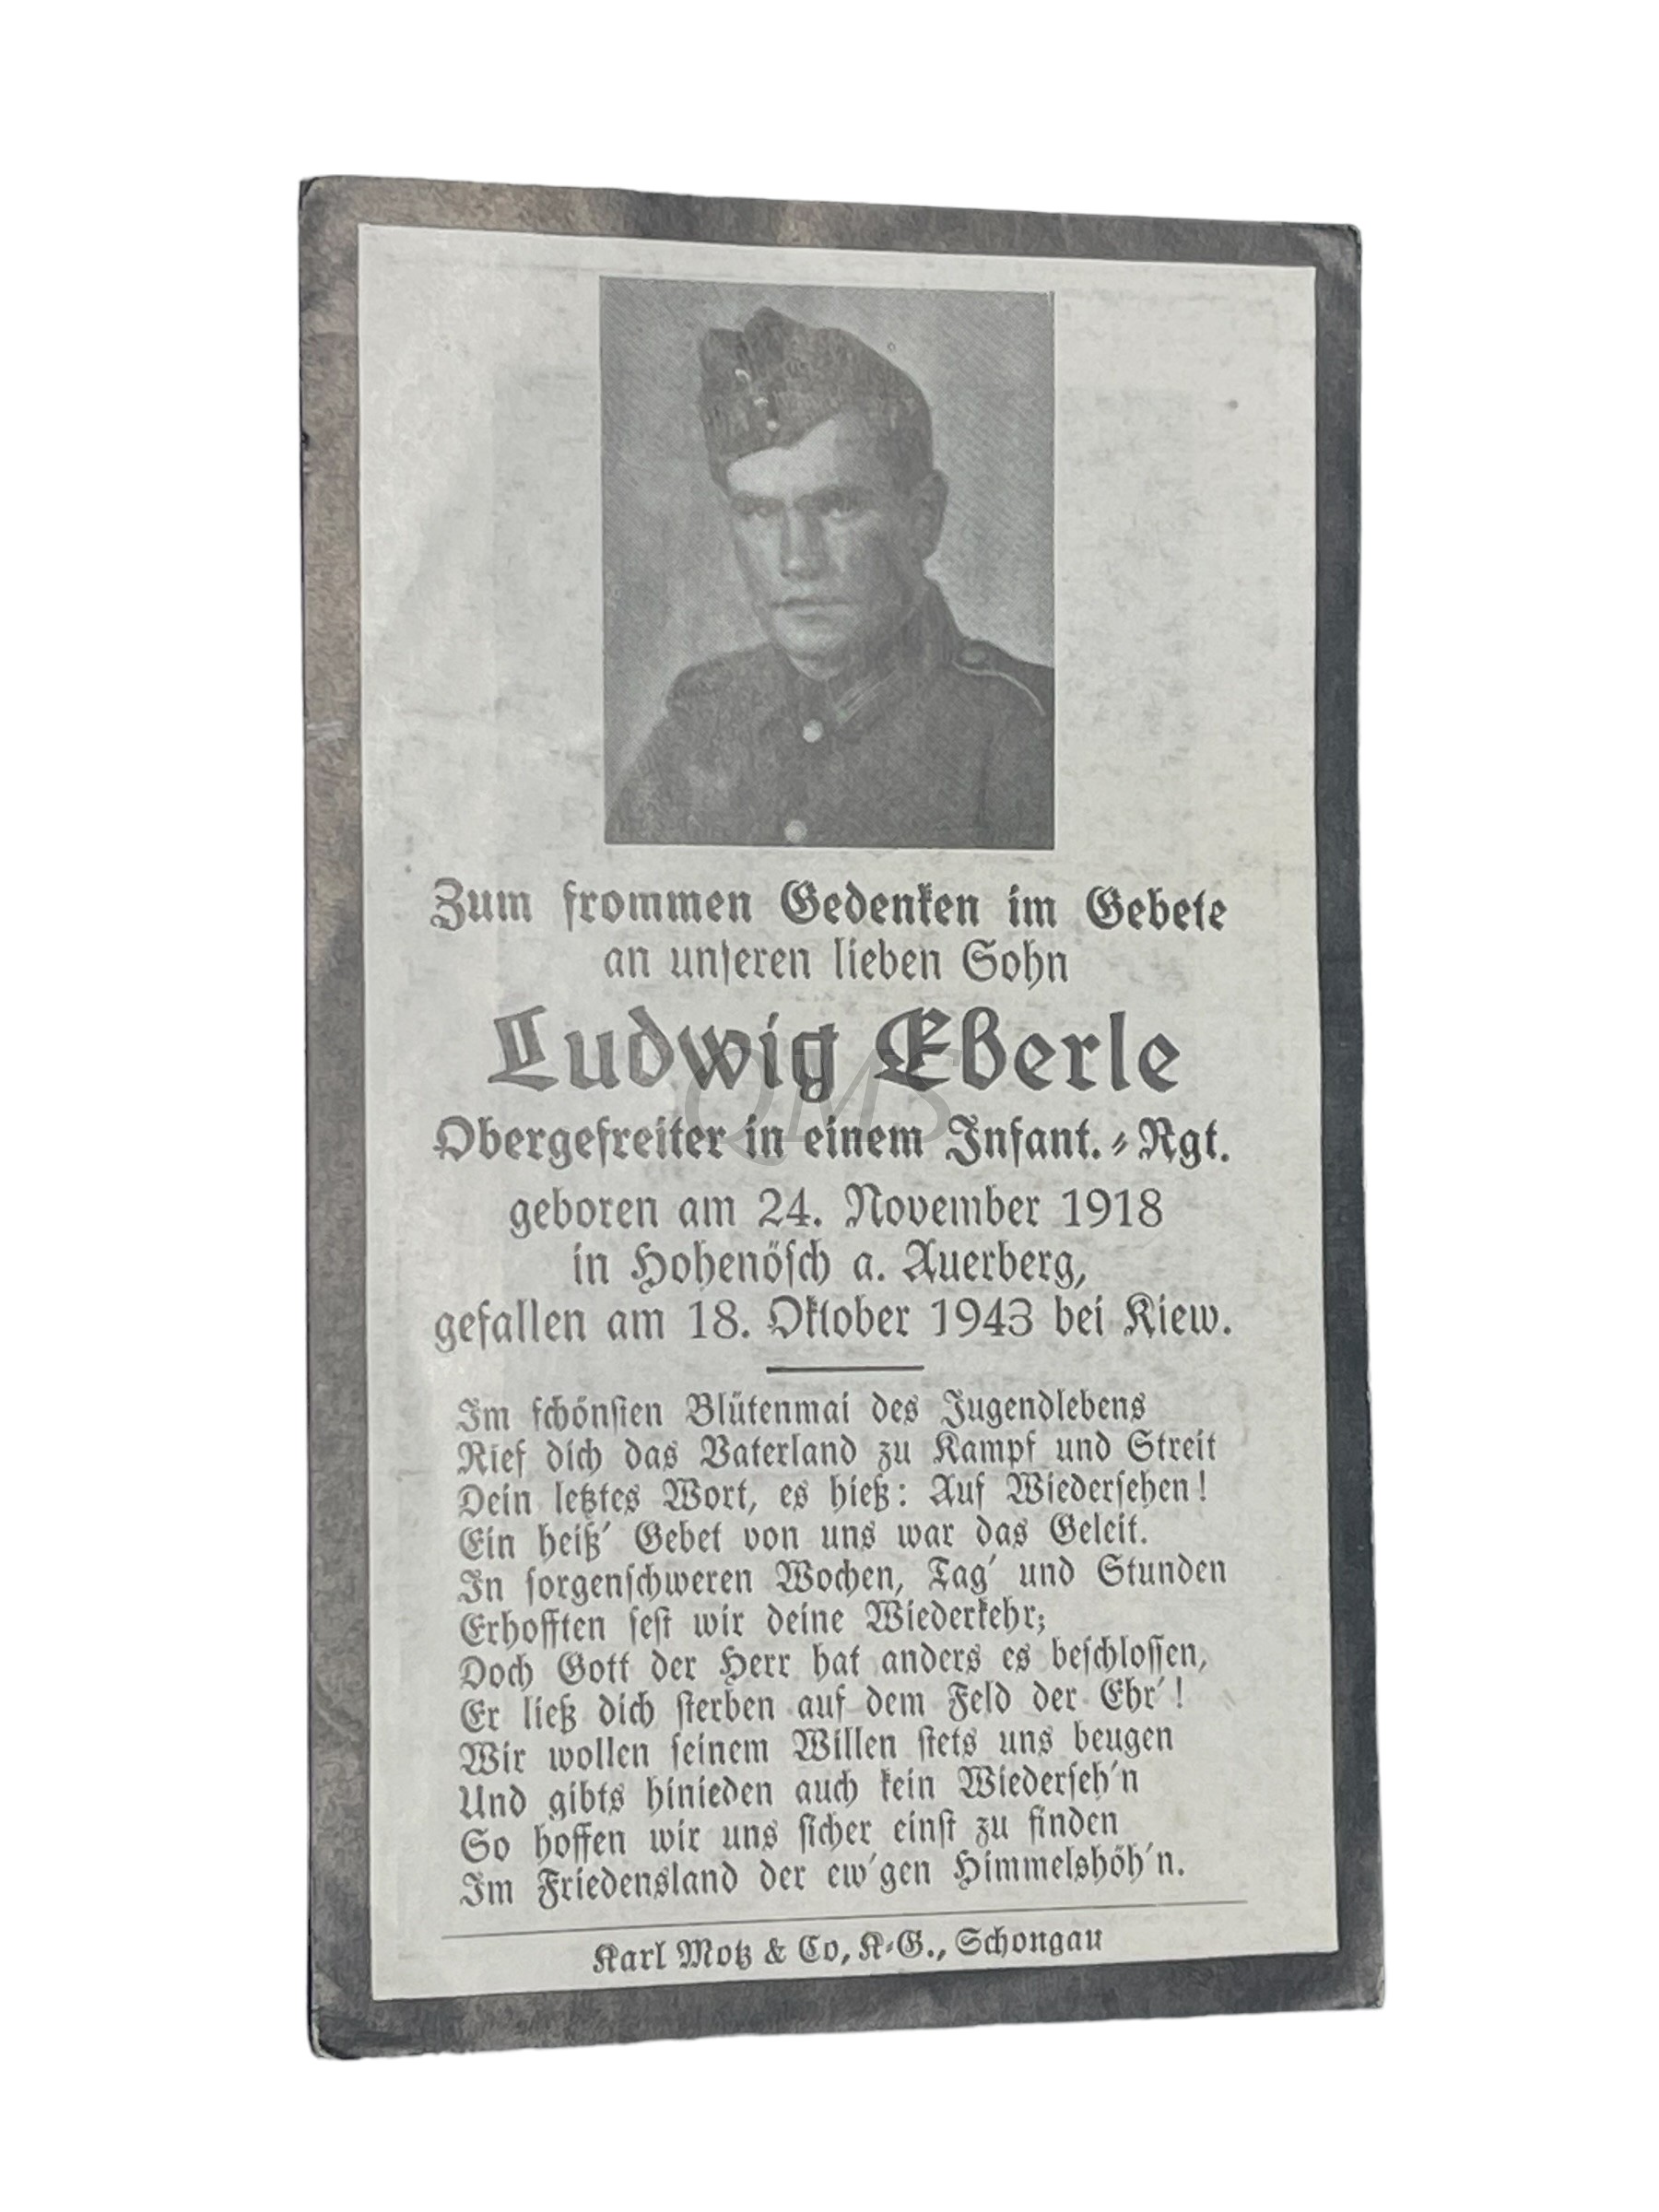 Zum frommen Gedenken im Gebete
an unseren lieben Sohn
Ludwig Eberle
QMS
Obergefreiter in einem Infant.-Rgt.
geboren am 24. November 1918
in Hohenösch a. Auerberg,
gefallen am 18. Oktober 1943 bei Kiew.
Im schönsten Blütenmai des Jugendlebens
Rief dich das Vaterland zu Kampf und Streit
Dein letztes Wort, es hieß: Auf Wiedersehen!
Ein heiß' Gebet von uns war das Geleit.
In sorgenschweren Wochen, Tag' und Stunden
Erhofften fest wir deine Wiederkehr;
Doch Gott der Herr hat anders es beschlossen,
Er ließ dich sterben auf dem Feld der Ehr'!
Wir wollen seinem Willen stets uns beugen
Und gibts hinieden auch kein Wiederseh'n
So hoffen wir uns sicher einst zu finden
Im Friedensland der ew'gen Himmelshöh'n.
Karl Motz & Co, K-G., Schongau